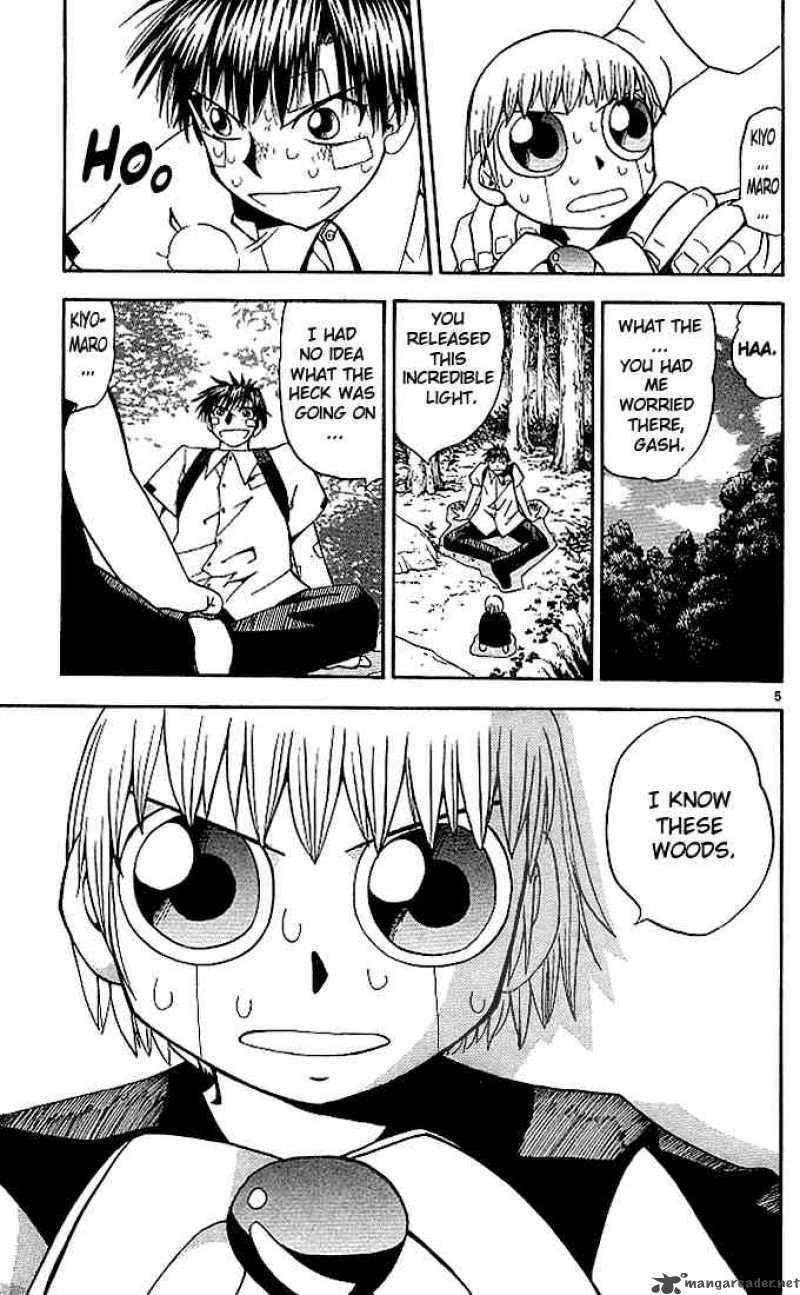 KIYO
...
MARO
...
HOO
HAA.
WHAT THE
...
YOU HAD
ME
WORRIED
THERE,
GASH.
YOU
RELEASED
THIS
INCREDIBLE
LIGHT.
I HAD
NO IDEA
WHAT THE
HECK WAS
GOING ON
...
KIYO-
MARO
...
5
I KNOW
THESE
WOODS.
mangareader.net